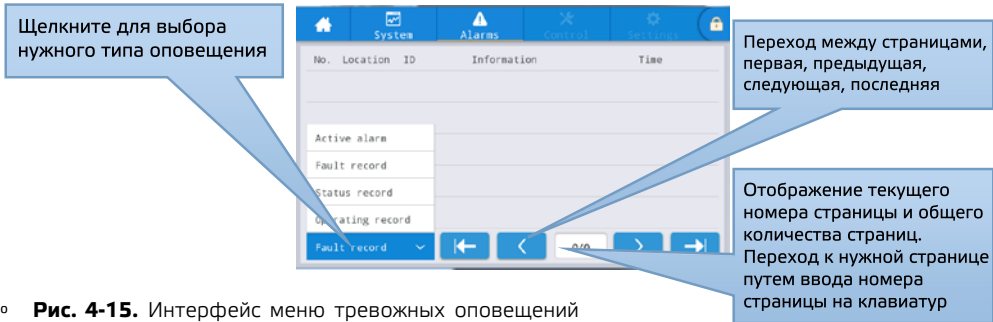 Щелкните для выбора
нужного типа оповещения
System
Alarms
Control
Settings
No. Location ID Information Time
Active alarm
Fault record
Status record
Operating record
Fault record
0/0
Переход между страницами,
первая, предыдущая,
следующая, последняя
Отображение текущего
номера страницы и общего
количества страниц.
Переход к нужной странице
путем ввода номера
страницы на клавиатур
Рис. 4-15. Интерфейс меню тревожных оповещений